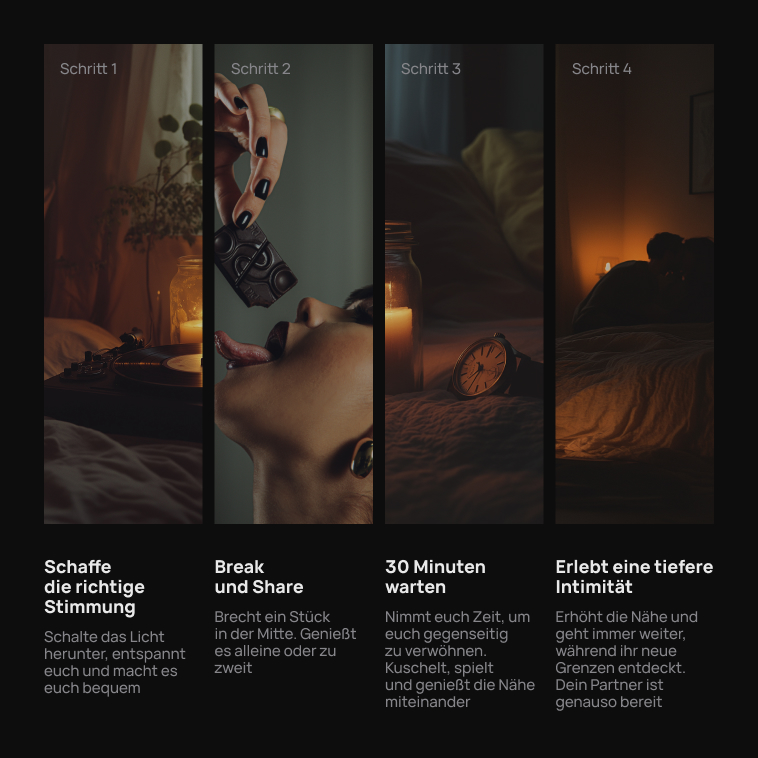 Schritt 1
Schritt 2
Schritt 3
Schritt 4
Schaffe
die richtige
Stimmung
Schalte das Licht
herunter, entspannt
euch und macht es
euch bequem
Break
und Share
Brecht ein Stück
in der Mitte. Genießt
es alleine oder zu
zweit
30 Minuten
warten
Nimmt euch Zeit, um
euch gegenseitig
zu verwöhnen.
Kuschelt, spielt
und genießt die Nähe
miteinander
Erlebt eine tiefere
Intimität
Erhöht die Nähe und
geht immer weiter,
während ihr neue
Grenzen entdeckt.
Dein Partner ist
genauso bereit